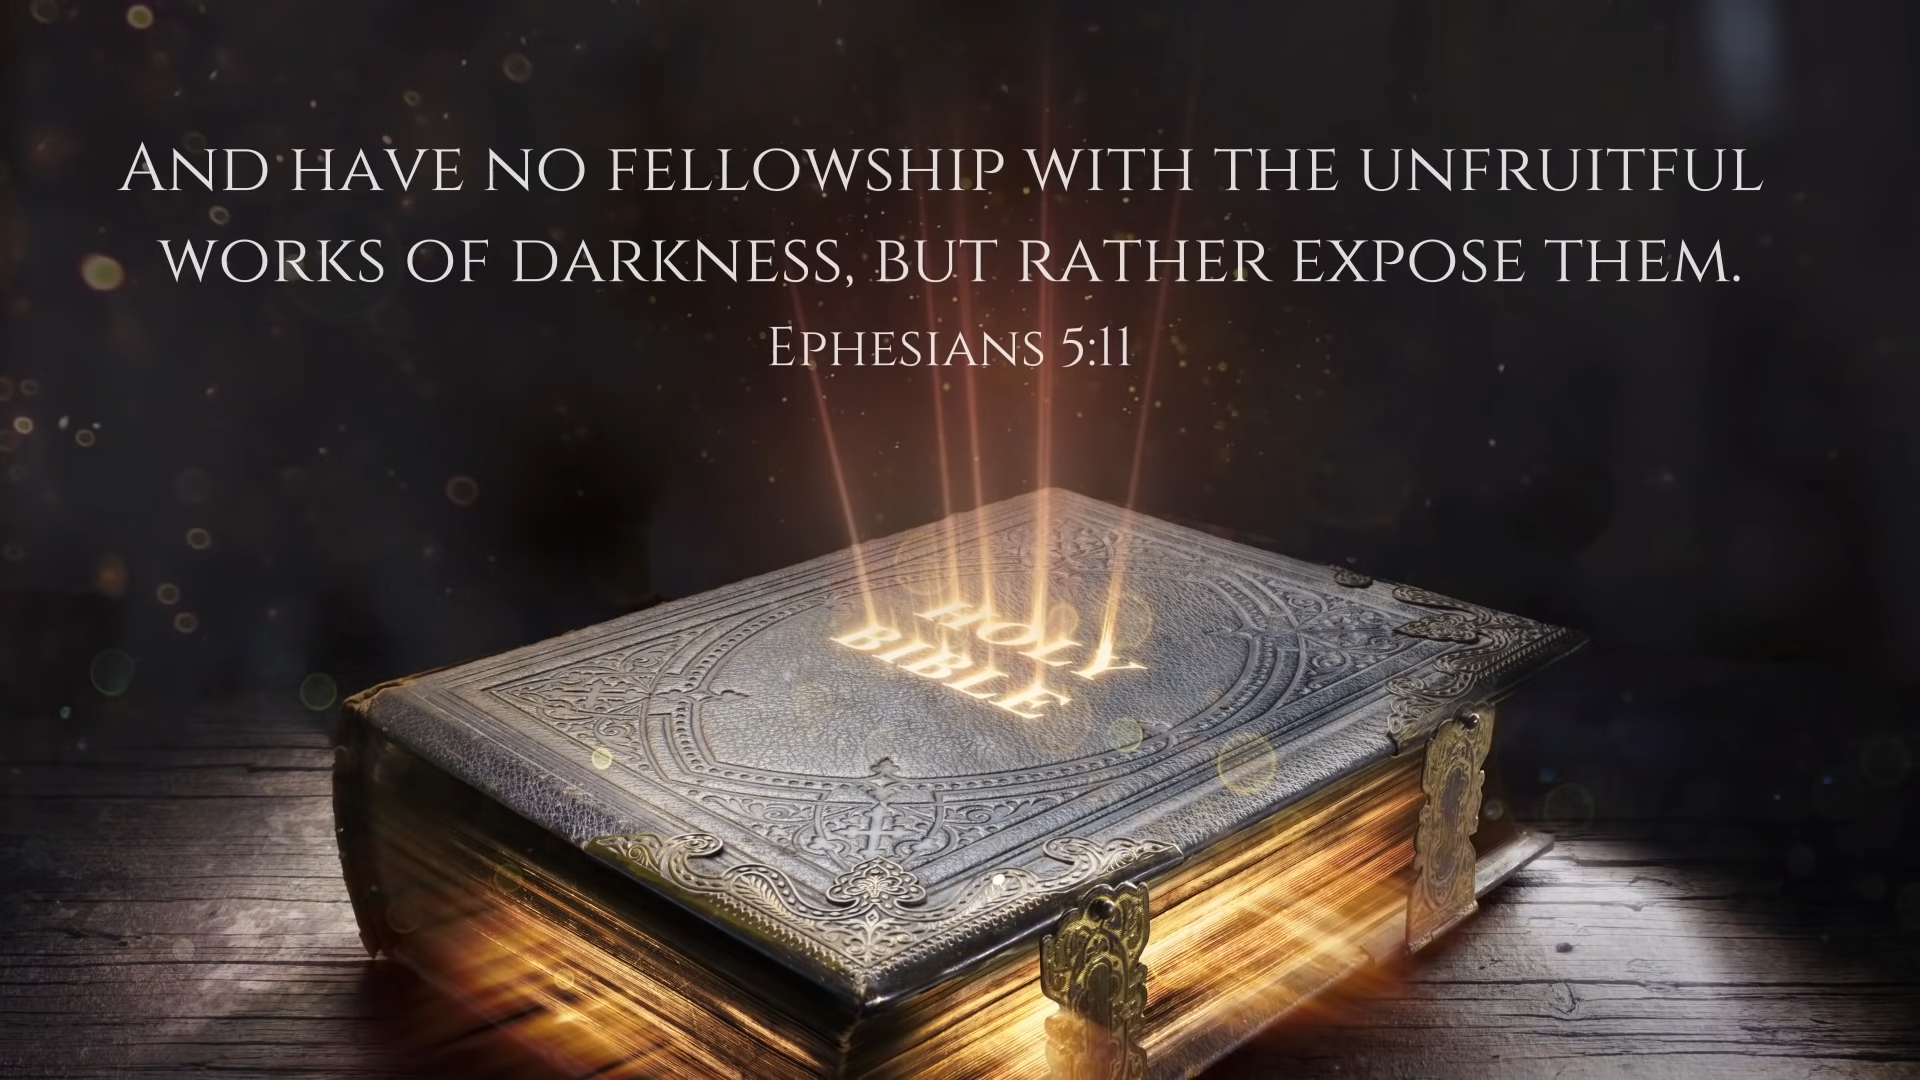 And have no fellowship with the unfruitful
works of darkness, but rather expose them.
Ephesians 5:11
HOLY
BIBLE